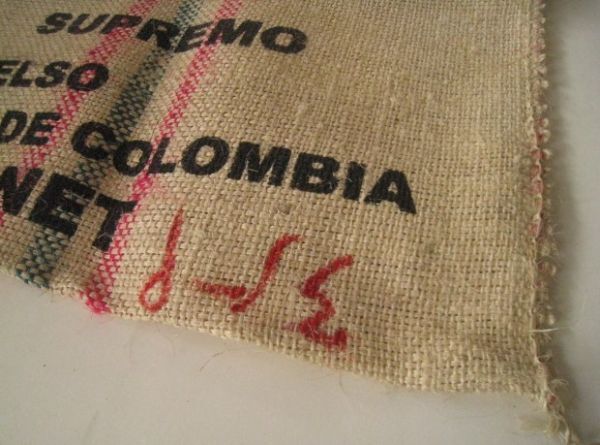 SUPREMO
ELSO
DE COLOMBIA
NET